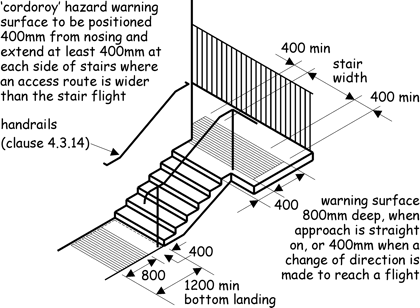 'cordoroy' hazard warning
surface to be positioned
400mm from nosing and
extend at least 400mm at
each side of stairs where
an access route is wider
than the stair flight
400 min
stair
width
400 min
handrails
(clause 4.3.14)
400
warning surface
800mm deep, when
approach is straight
on, or 400mm when a
change of direction is
made to reach a flight
400
800
1200 min
bottom landing